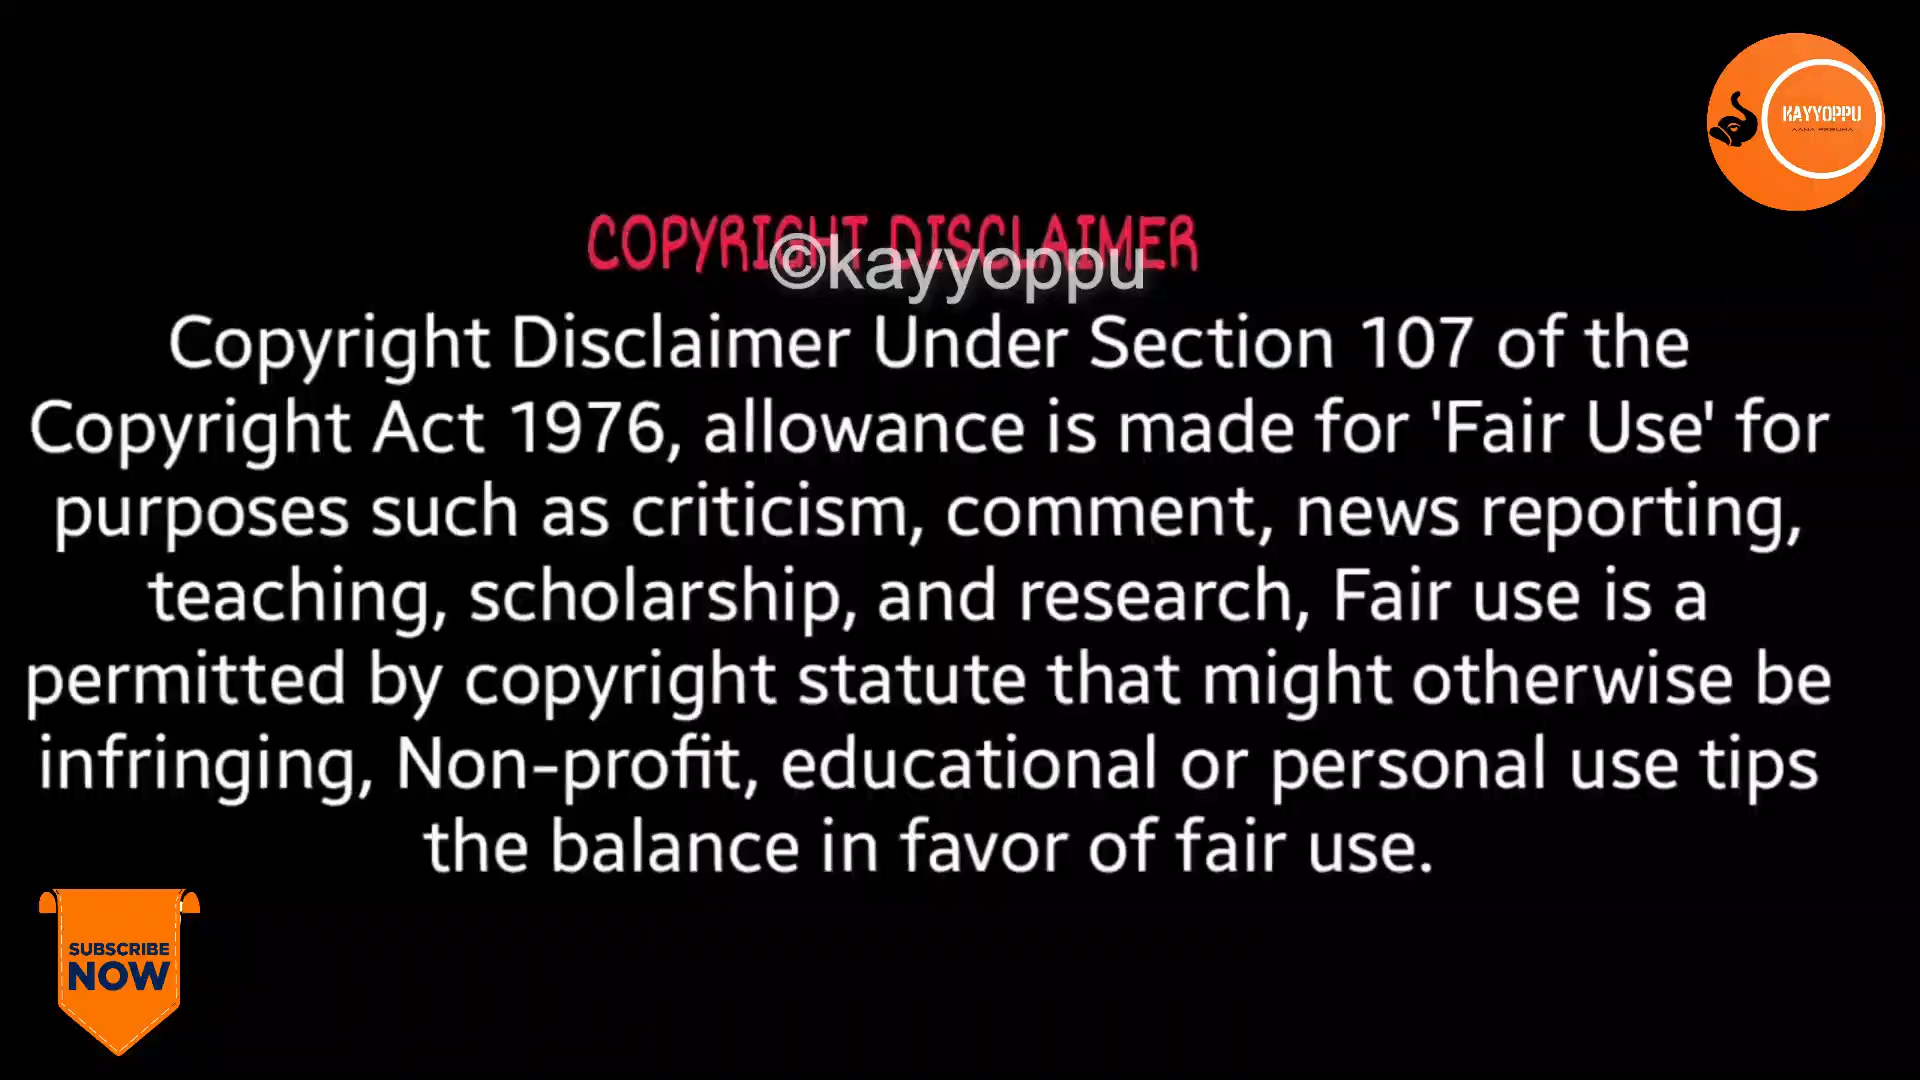 KAYYOPPU
AANA PERUMA
COPYRIGHT DISCLAIMER
©kayyoppu
Copyright Disclaimer Under Section 107 of the
Copyright Act 1976, allowance is made for 'Fair Use' for
purposes such as criticism, comment, news reporting,
teaching, scholarship, and research, Fair use is a
permitted by copyright statute that might otherwise be
infringing, Non-profit, educational or personal use tips
the balance in favor of fair use.
SUBSCRIBE
NOW